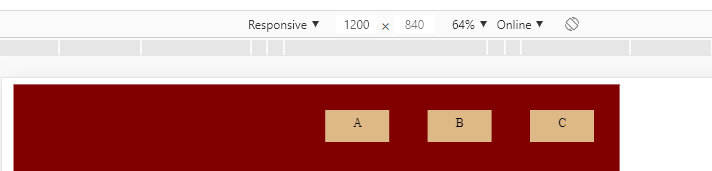 Responsive ▼ 1200 × 840 64% ▼ Online ▼
A B C